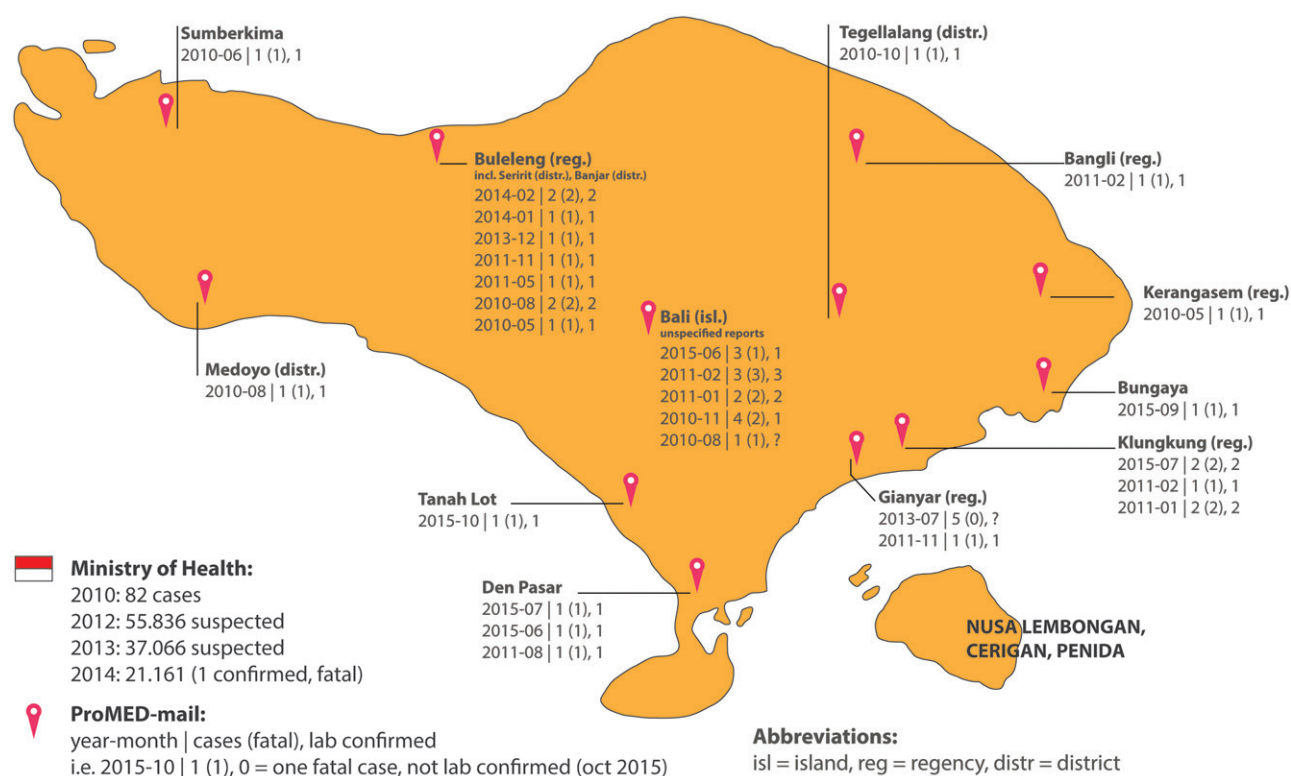 Sumberkima
2010-06 | 1 (1), 1
Tegellalang (distr.)
2010-10 | 1 (1), 1
Buleleng (reg.)
incl. Seririt (distr.), Banjar (distr.)
2014-02 | 2 (2), 2
2014-01 | 1 (1), 1
2013-12 | 1 (1), 1
2011-11 | 1 (1), 1
2011-05 | 1 (1), 1
2010-08 | 2 (2), 2
2010-05 | 1 (1), 1
Bangli (reg.)
2011-02 | 1 (1), 1
Kerangasem (reg.)
2010-05 | 1 (1), 1
Medoyo (distr.)
2010-08 | 1 (1), 1
Bali (isl.)
unspecified reports
2015-06 | 3 (1), 1
2011-02 | 3 (3), 3
2011-01 | 2 (2), 2
2010-11 | 4 (2), 1
2010-08 | 1 (1), ?
Bungaya
2015-09 | 1 (1), 1
Klungkung (reg.)
2015-07 | 2 (2), 2
2011-02 | 1 (1), 1
2011-01 | 2 (2), 2
Tanah Lot
2015-10 | 1 (1), 1
Gianyar (reg.)
2013-07 | 5 (0), ?
2011-11 | 1 (1), 1
Den Pasar
2015-07 | 1 (1), 1
2015-06 | 1 (1), 1
2011-08 | 1 (1), 1
NUSA LEMBONGAN,
CERIGAN, PENIDA
Ministry of Health:
2010: 82 cases
2012: 55.836 suspected
2013: 37.066 suspected
2014: 21.161 (1 confirmed, fatal)
ProMED-mail:
year-month | cases (fatal), lab confirmed
i.e. 2015-10 | 1 (1), 0 = one fatal case, not lab confirmed (oct 2015)
Abbreviations:
isl = island, reg = regency, distr = district